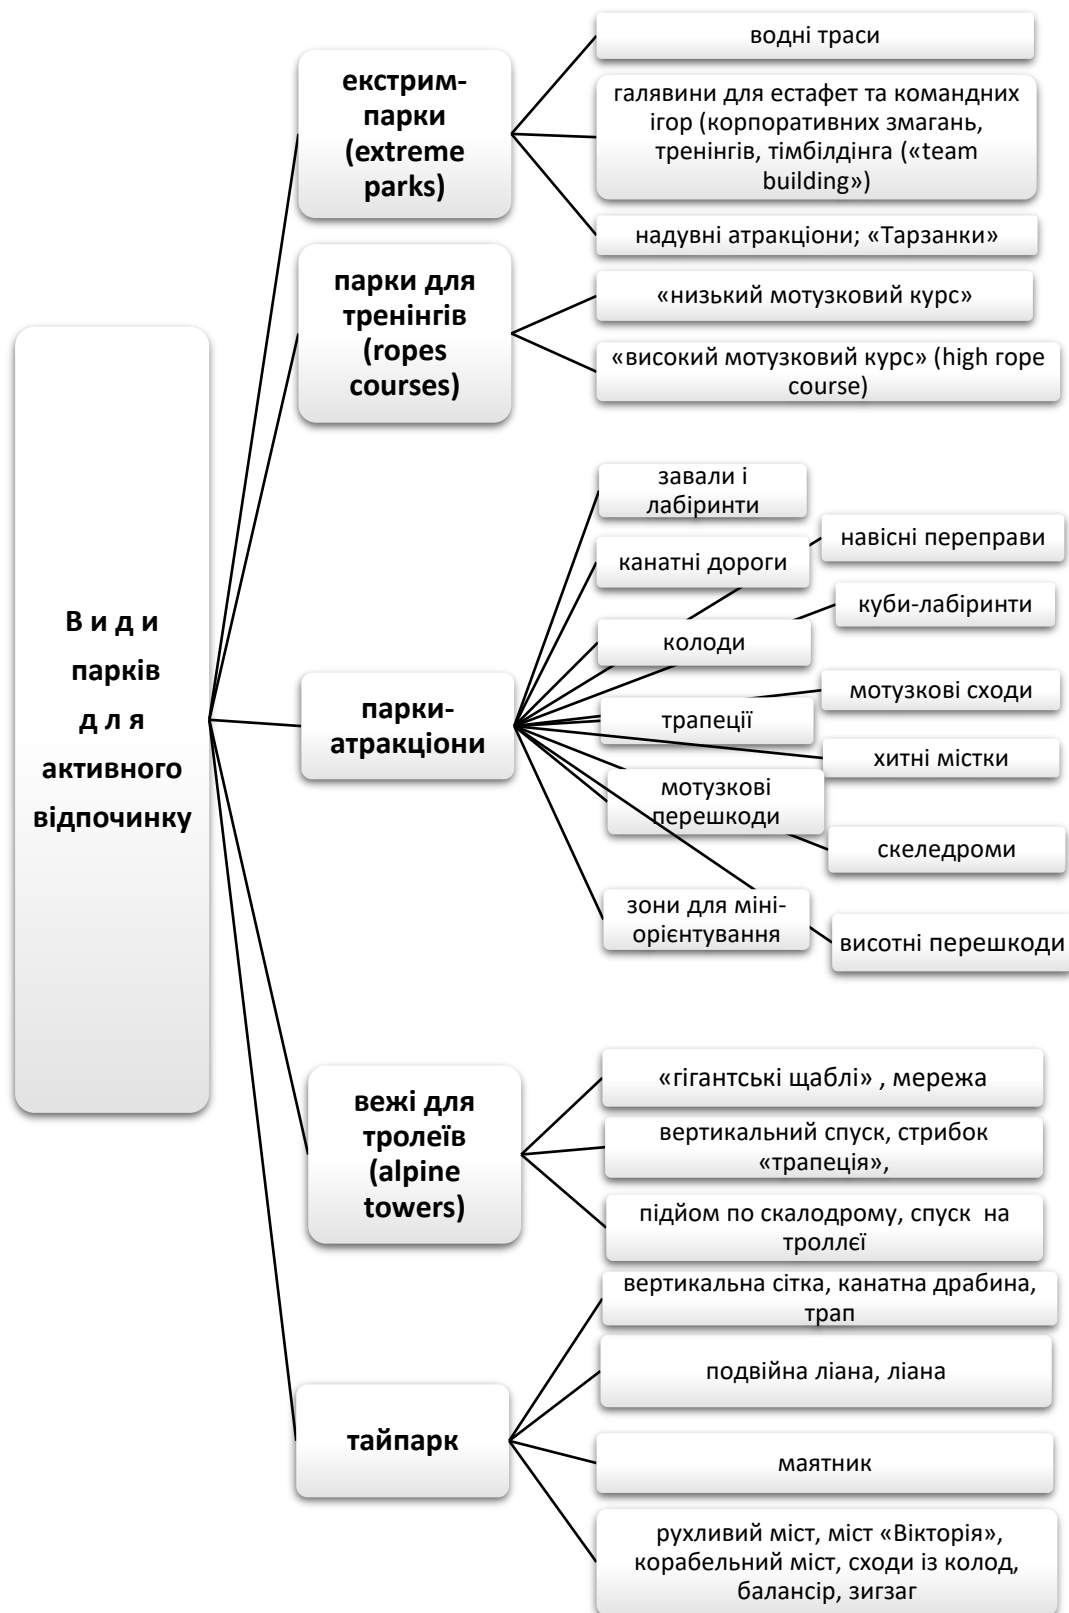 В и д и
парків
д л я
активного
відпочинку
екстрим-
парки
(extreme
parks)
водні траси
галявини для естафет та командних
ігор (корпоративних змагань,
тренінгів, тімбілдінга («team
building»)
надувні атракціони; «Тарзанки»
парки для
тренінгів
(ropes
courses)
«низький мотузковий курс»
«високий мотузковий курс» (high rope
course)
парки-
атракціони
завали і
лабіринти
канатні дороги
колоди
трапеції
мотузкові
перешкоди
зони для міні-
орієнтування
навісні переправи
куби-лабіринти
мотузкові сходи
хитні містки
скеледроми
висотні перешкоди
вежі для
тролеїв
(alpine
towers)
«гігантські щаблі» , мережа
вертикальний спуск, стрибок
«трапеція»,
підйом по скалодрому, спуск  на
троллєї
тайпарк
вертикальна сітка, канатна драбина,
трап
подвійна ліана, ліана
маятник
рухливий міст, міст «Вікторія»,
корабельний міст, сходи із колод,
балансір, зигзаг